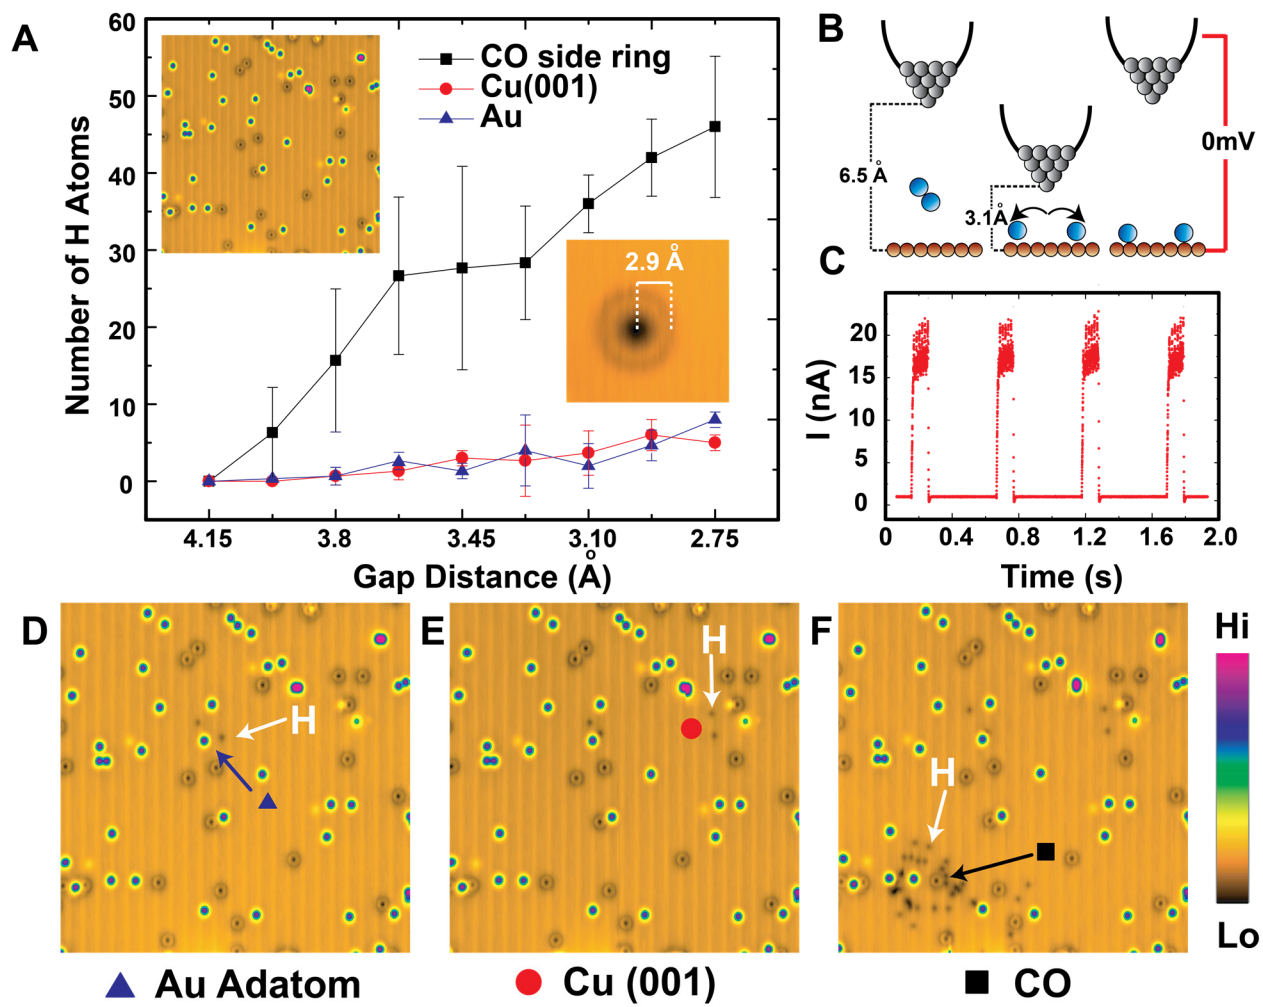 A
Number of H Atoms
60
50
40
30
20
10
0
4.15
3.8
3.45
3.10
2.75
Gap Distance (Å)
CO side ring
Cu(001)
Au
2.9 Å
B
6.5 Å
3.1Å
0mV
C
I (nA)
20
15
10
5
0
0
0.4
0.8
1.2
1.6
2.0
Time (s)
D
H
E
H
F
H
Hi
Lo
Au Adatom
Cu (001)
CO